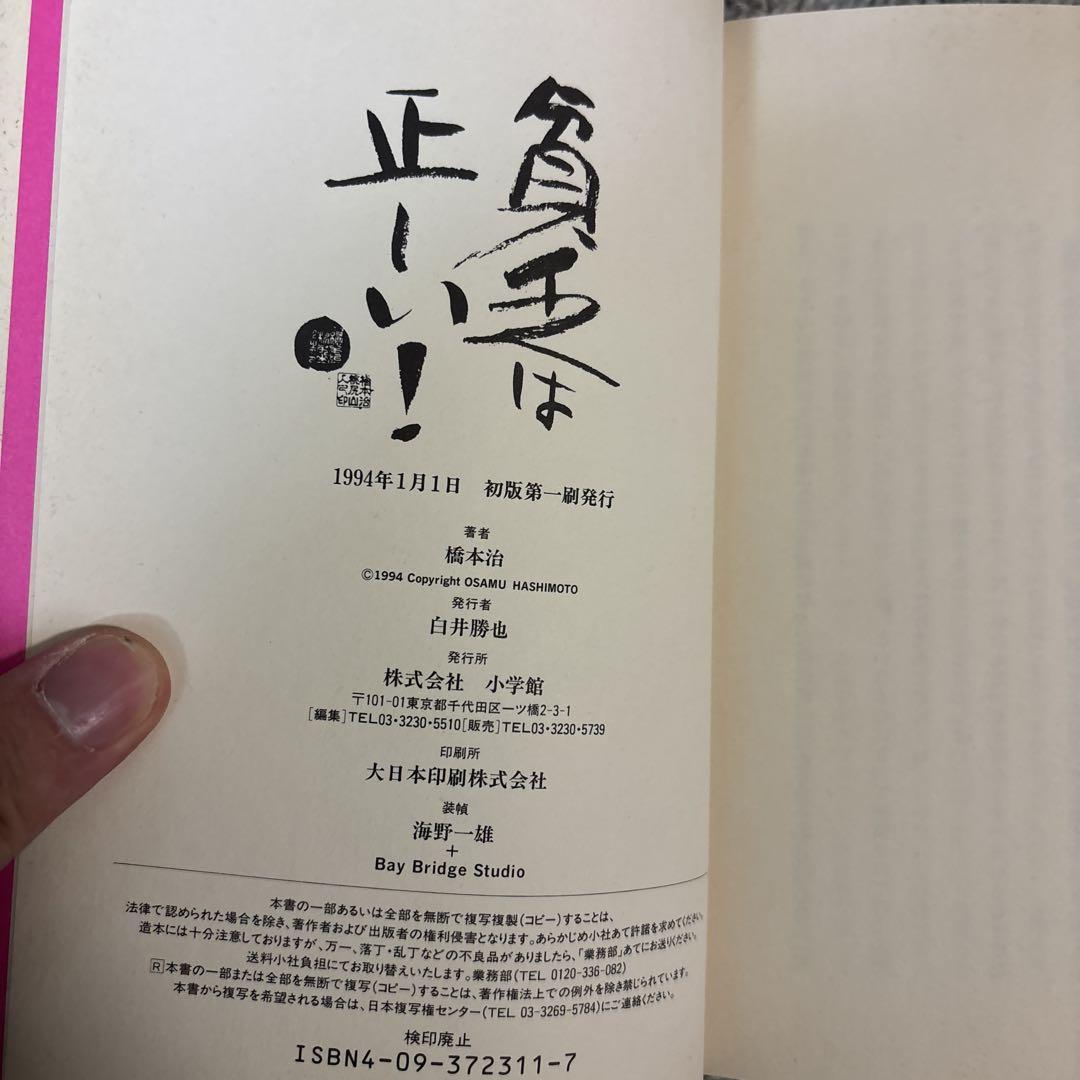 貧乏は
正しい!
1994年1月1日　初版第一刷発行
著者
橋本治
©1994 Copyright OSAMU HASHIMOTO
発行者
白井勝也
発行所
株式会社　小学館
〒101-01東京都千代田区一ツ橋2-3-1
[編集]TEL03・3230・5510[販売]TEL03・3230・5739
印刷所
大日本印刷株式会社
装幀
海野一雄
+
Bay Bridge Studio
本書の一部あるいは全部を無断で複写複製(コピー)することは、
法律で認められた場合を除き、著作者および出版者の権利侵害となります。あらかじめ小社あて許諾を求めてください。
造本には十分注意しておりますが、万一、落丁・乱丁などの不良品がありましたら、「業務部」あてにお送りください。
送料小社負担にてお取り替えいたします。業務部(TEL 0120-336-082)
R本書の一部または全部を無断で複写(コピー)することは、著作権法上での例外を除き禁じられています。
本書から複写を希望される場合は、日本複写権センター(TEL 03-3269-5784)にご連絡ください。
検印廃止
ISBN4-09-372311-7